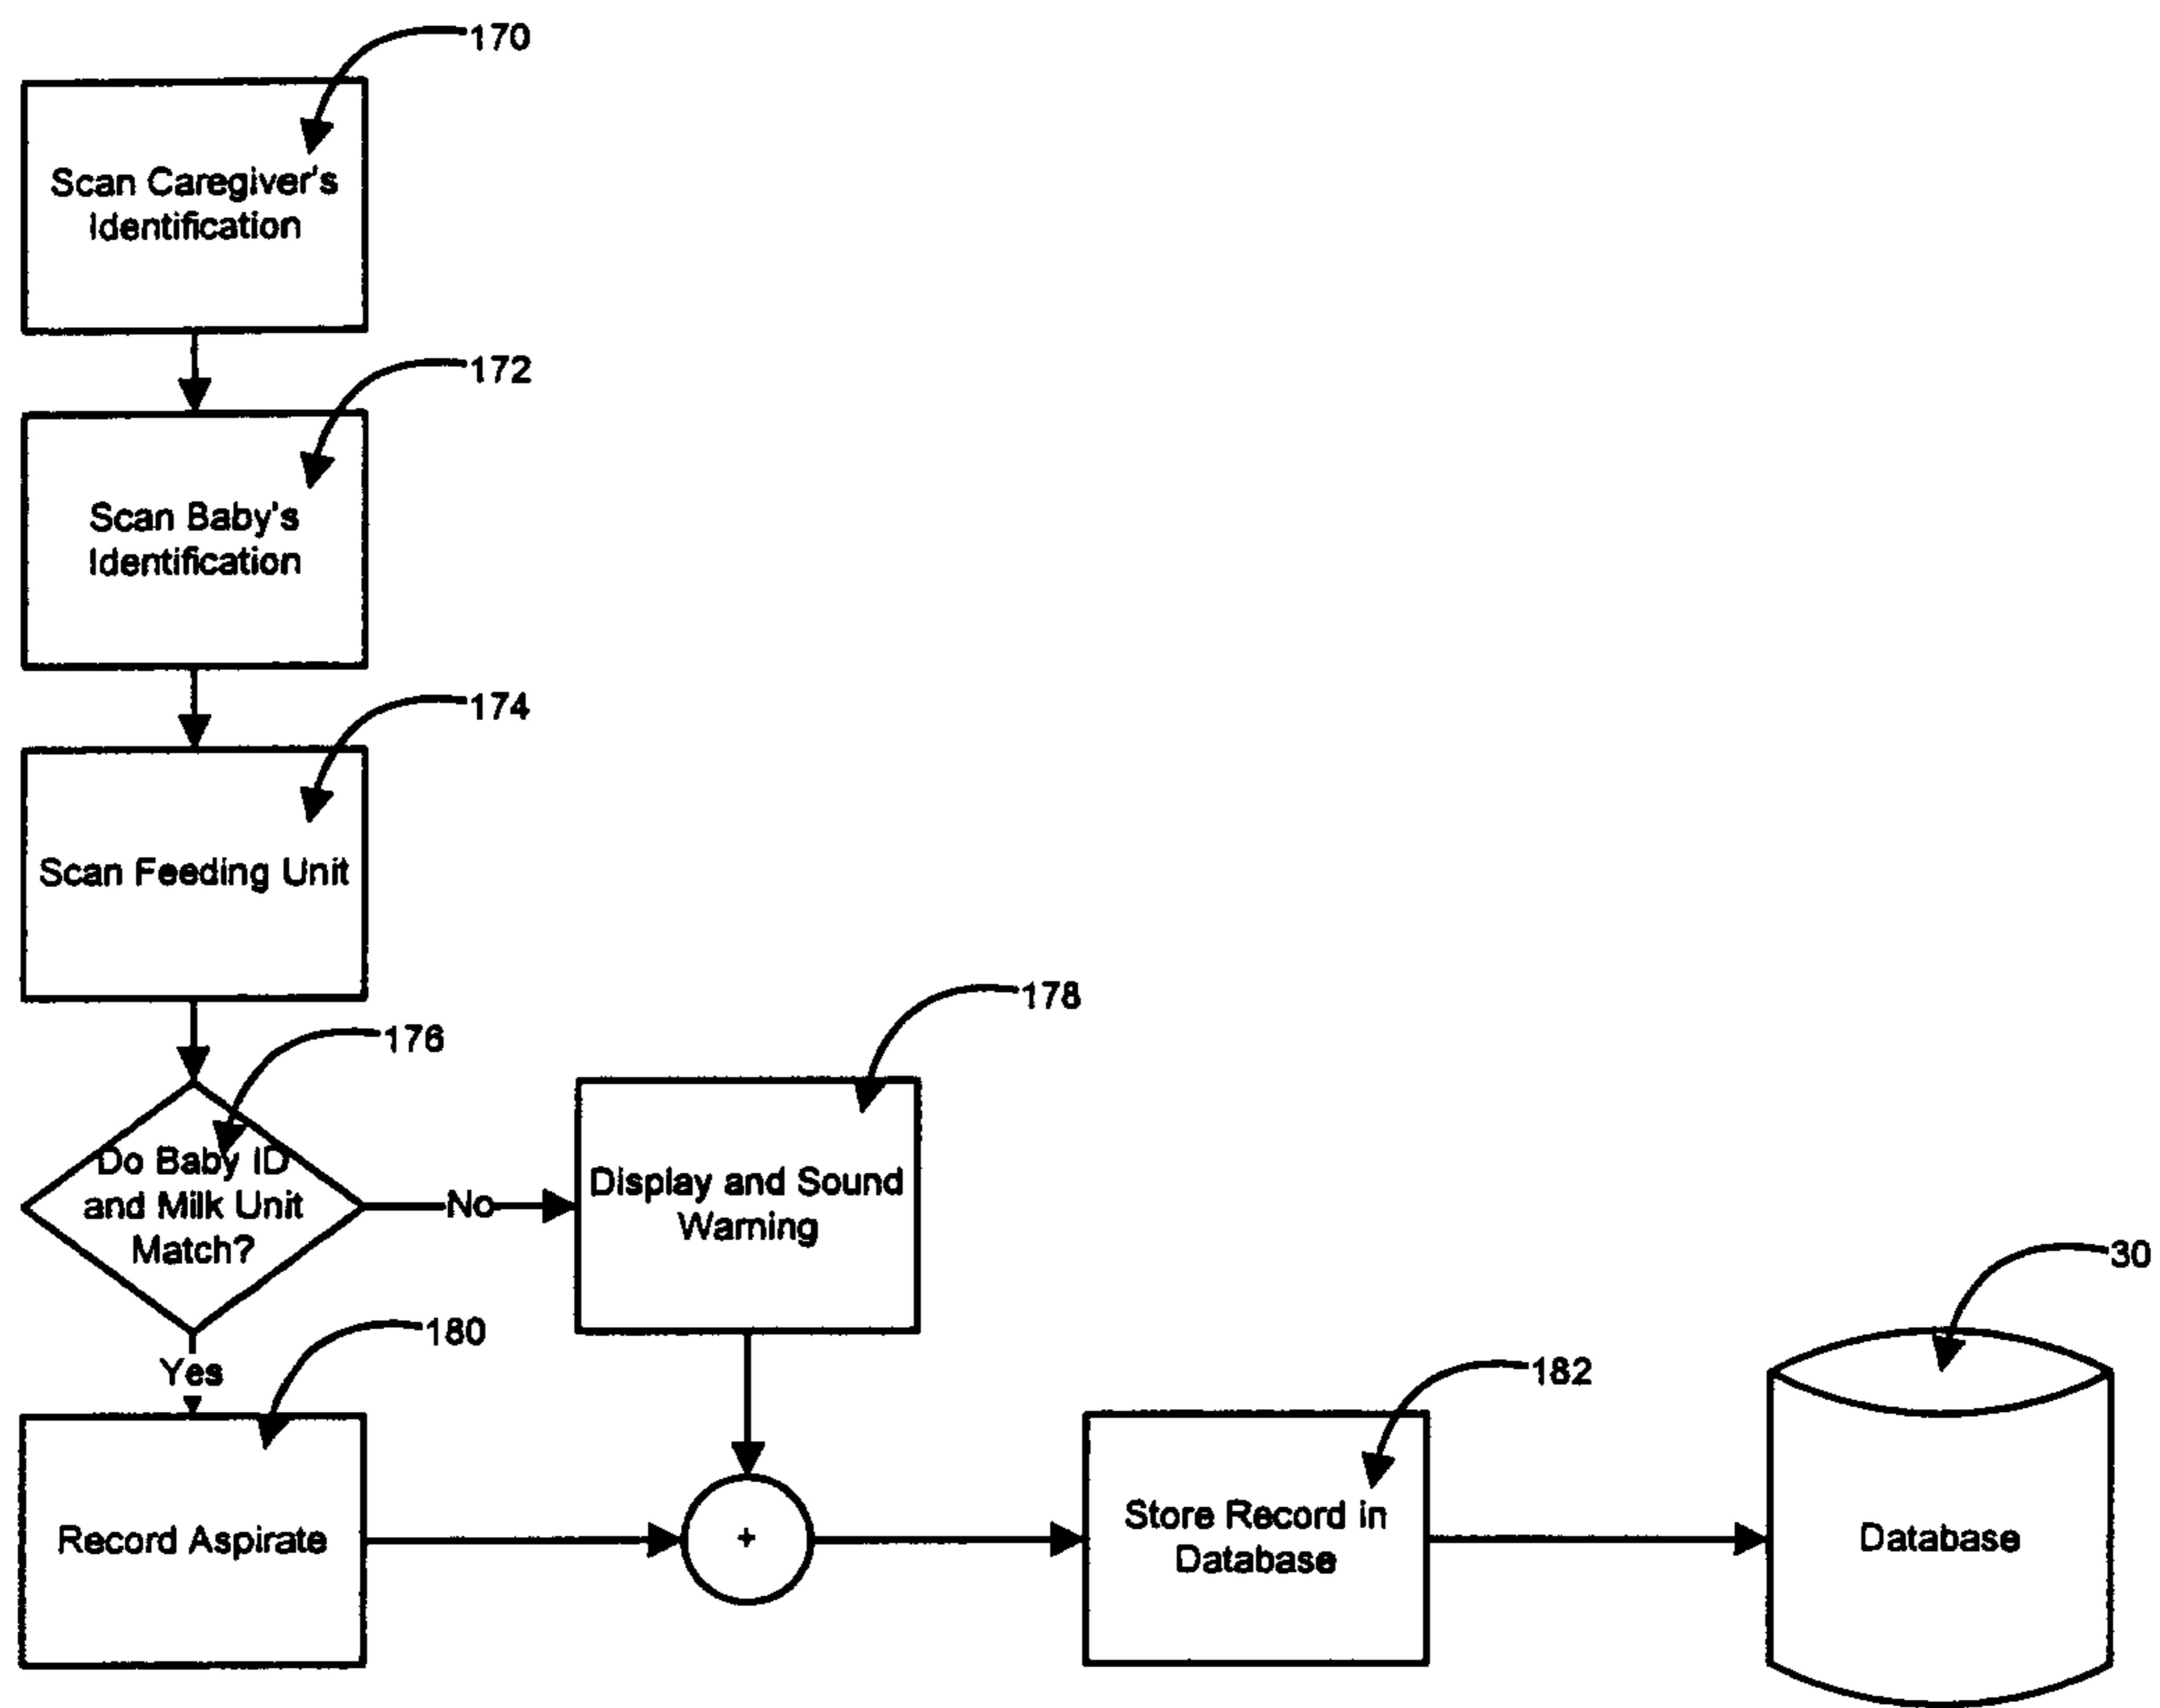 170
Scan Caregiver's
Identification
172
Scan Baby's
Identification
174
Scan Feeding Unit
178
176
Do Baby ID
and Milk Unit
Match?
No
Display and Sound
Warning
30
180
Yes
182
Record Aspirate
+
Store Record in
Database
Database